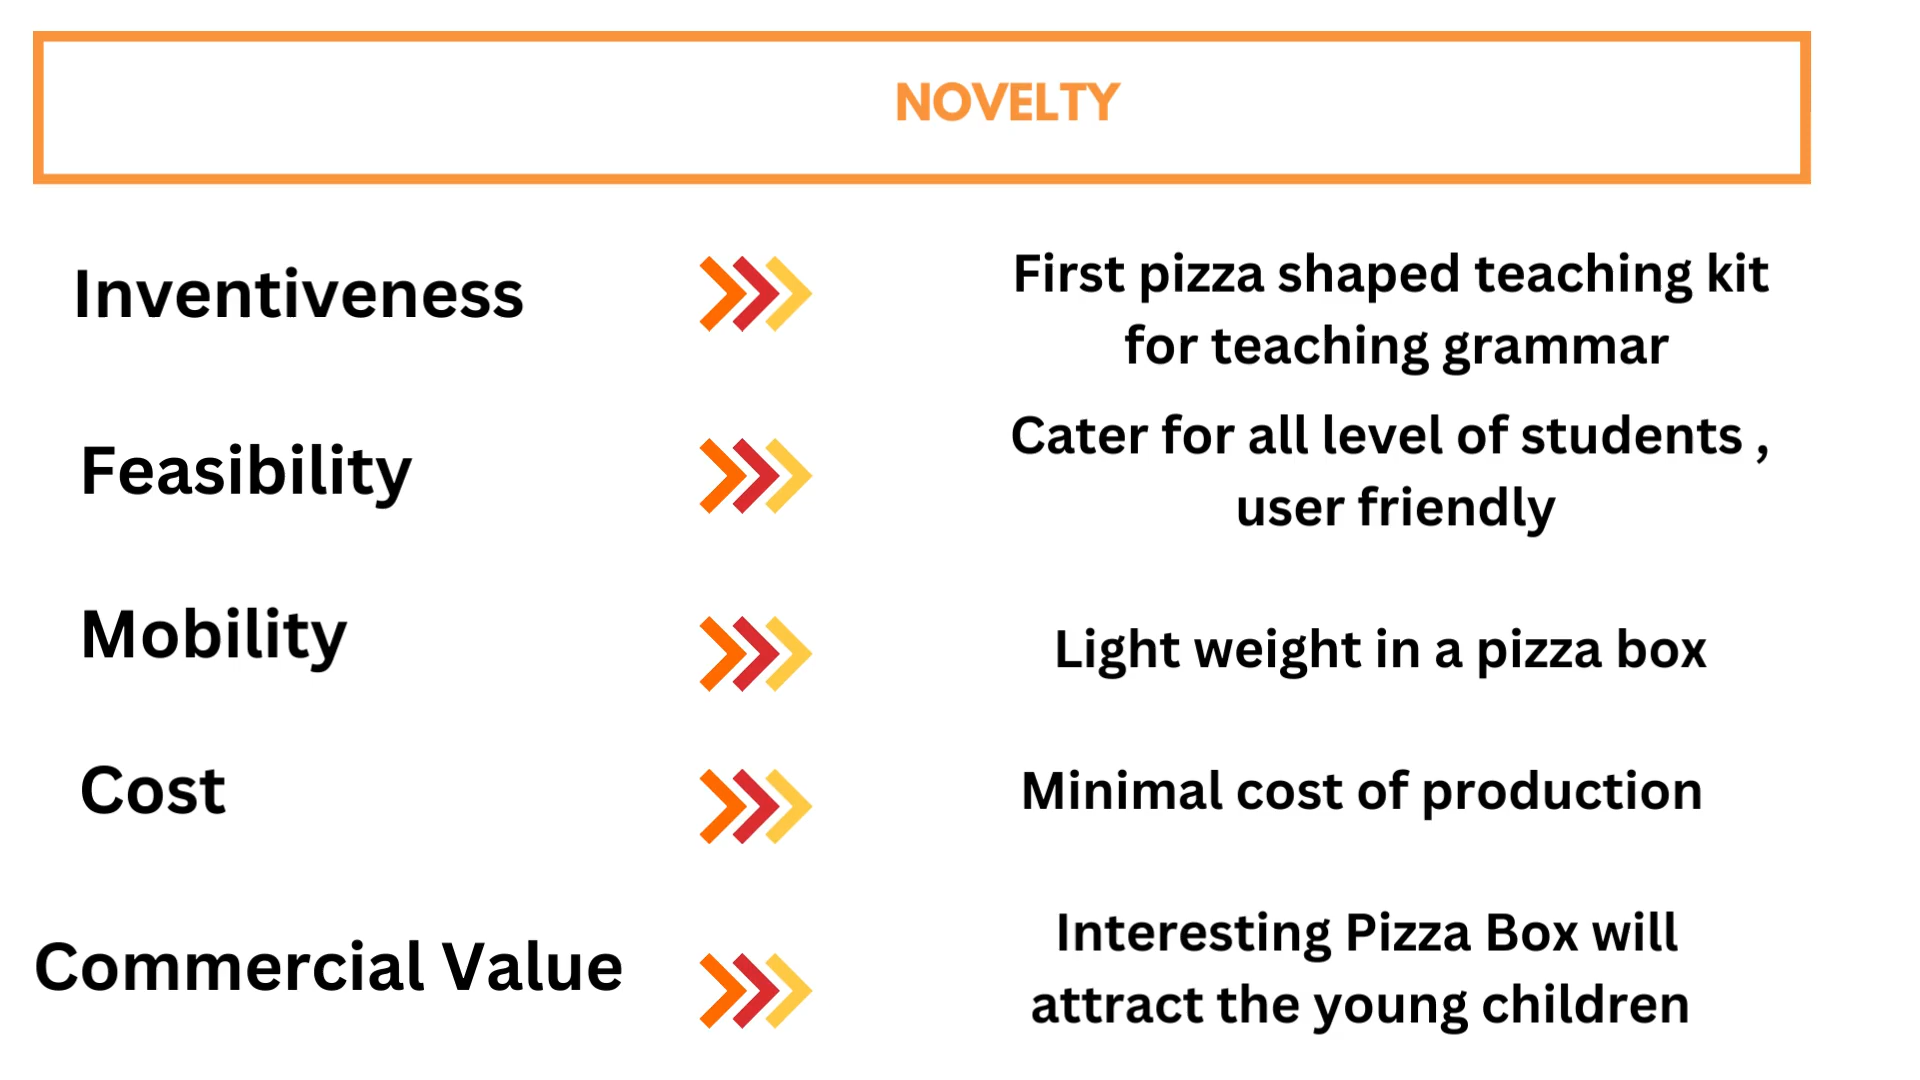 NOVELTY
Inventiveness
First pizza shaped teaching kit
for teaching grammar
Feasibility
Cater for all level of students ,
user friendly
Mobility
Light weight in a pizza box
Cost
Minimal cost of production
Commercial Value
Interesting Pizza Box will
attract the young children